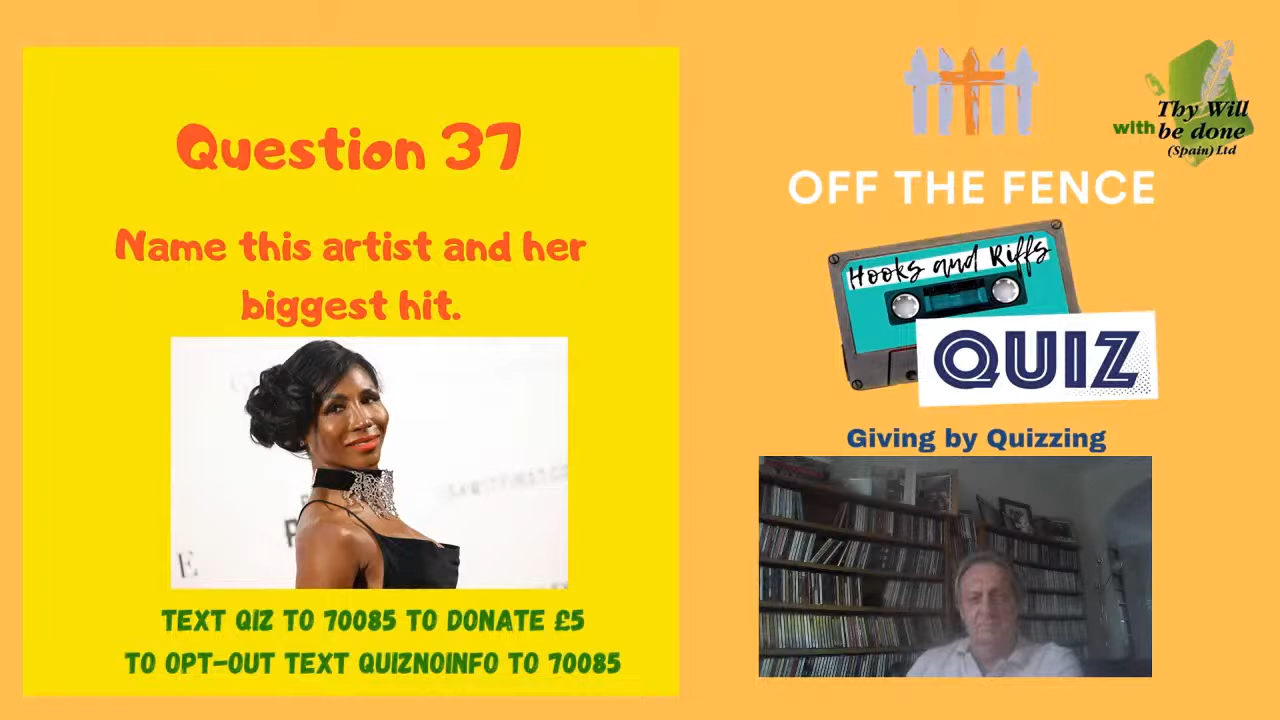 Question 37
Name this artist and her
biggest hit.
E
TEXT QIZ TO 70085 TO DONATE £5
TO OPT-OUT TEXT QUIZNOINFO TO 70085
with Thy Will
be done
(Spain) Ltd
OFF THE FENCE
Hooks and Riffs
QUIZ
Giving by Quizzing